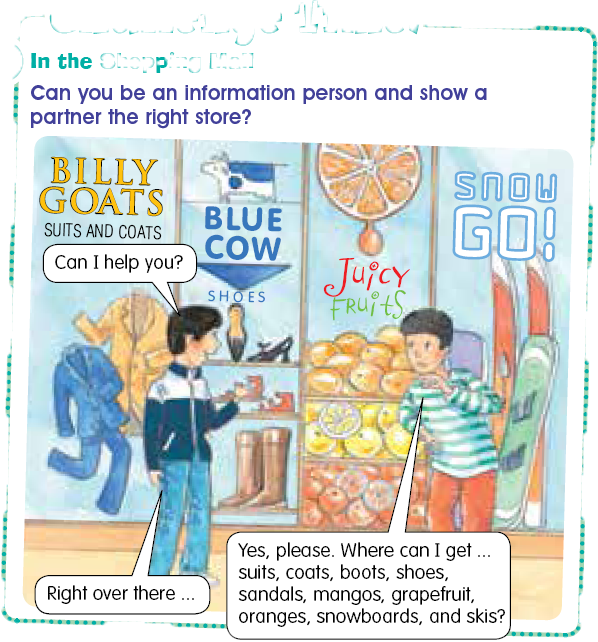 In the Shopping Mall
Can you be an information person and show a
partner the right store?
BILLY
GOATS
SUITS AND COATS
BLUE
COW
SHOES
JUICY
FRUITS
SNOW
GO!
Can I help you?
Right over there ...
Yes, please. Where can I get ...
suits, coats, boots, shoes,
sandals, mangos, grapefruit,
oranges, snowboards, and skis?